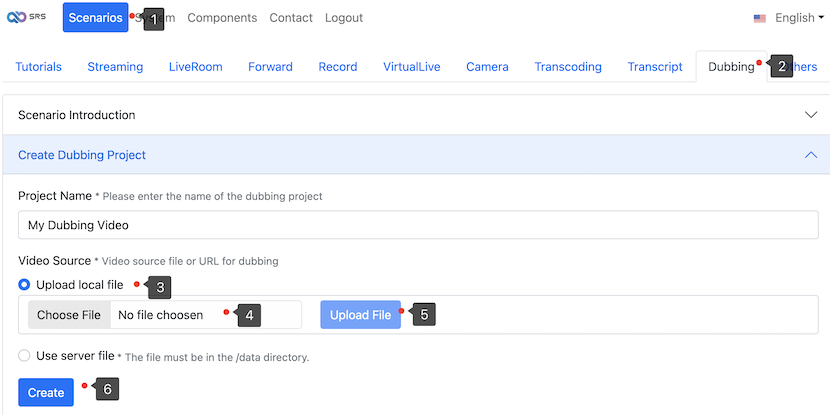 SRS Scenarios 1 System Components Contact Logout English
Tutorials Streaming LiveRoom Forward Record VirtualLive Camera Transcoding Transcript Dubbing 2 Others
Scenario Introduction
Create Dubbing Project
Project Name * Please enter the name of the dubbing project
My Dubbing Video
Video Source * Video source file or URL for dubbing
Upload local file 3
Choose File No file choosen 4 Upload File 5
Use server file * The file must be in the /data directory.
Create 6